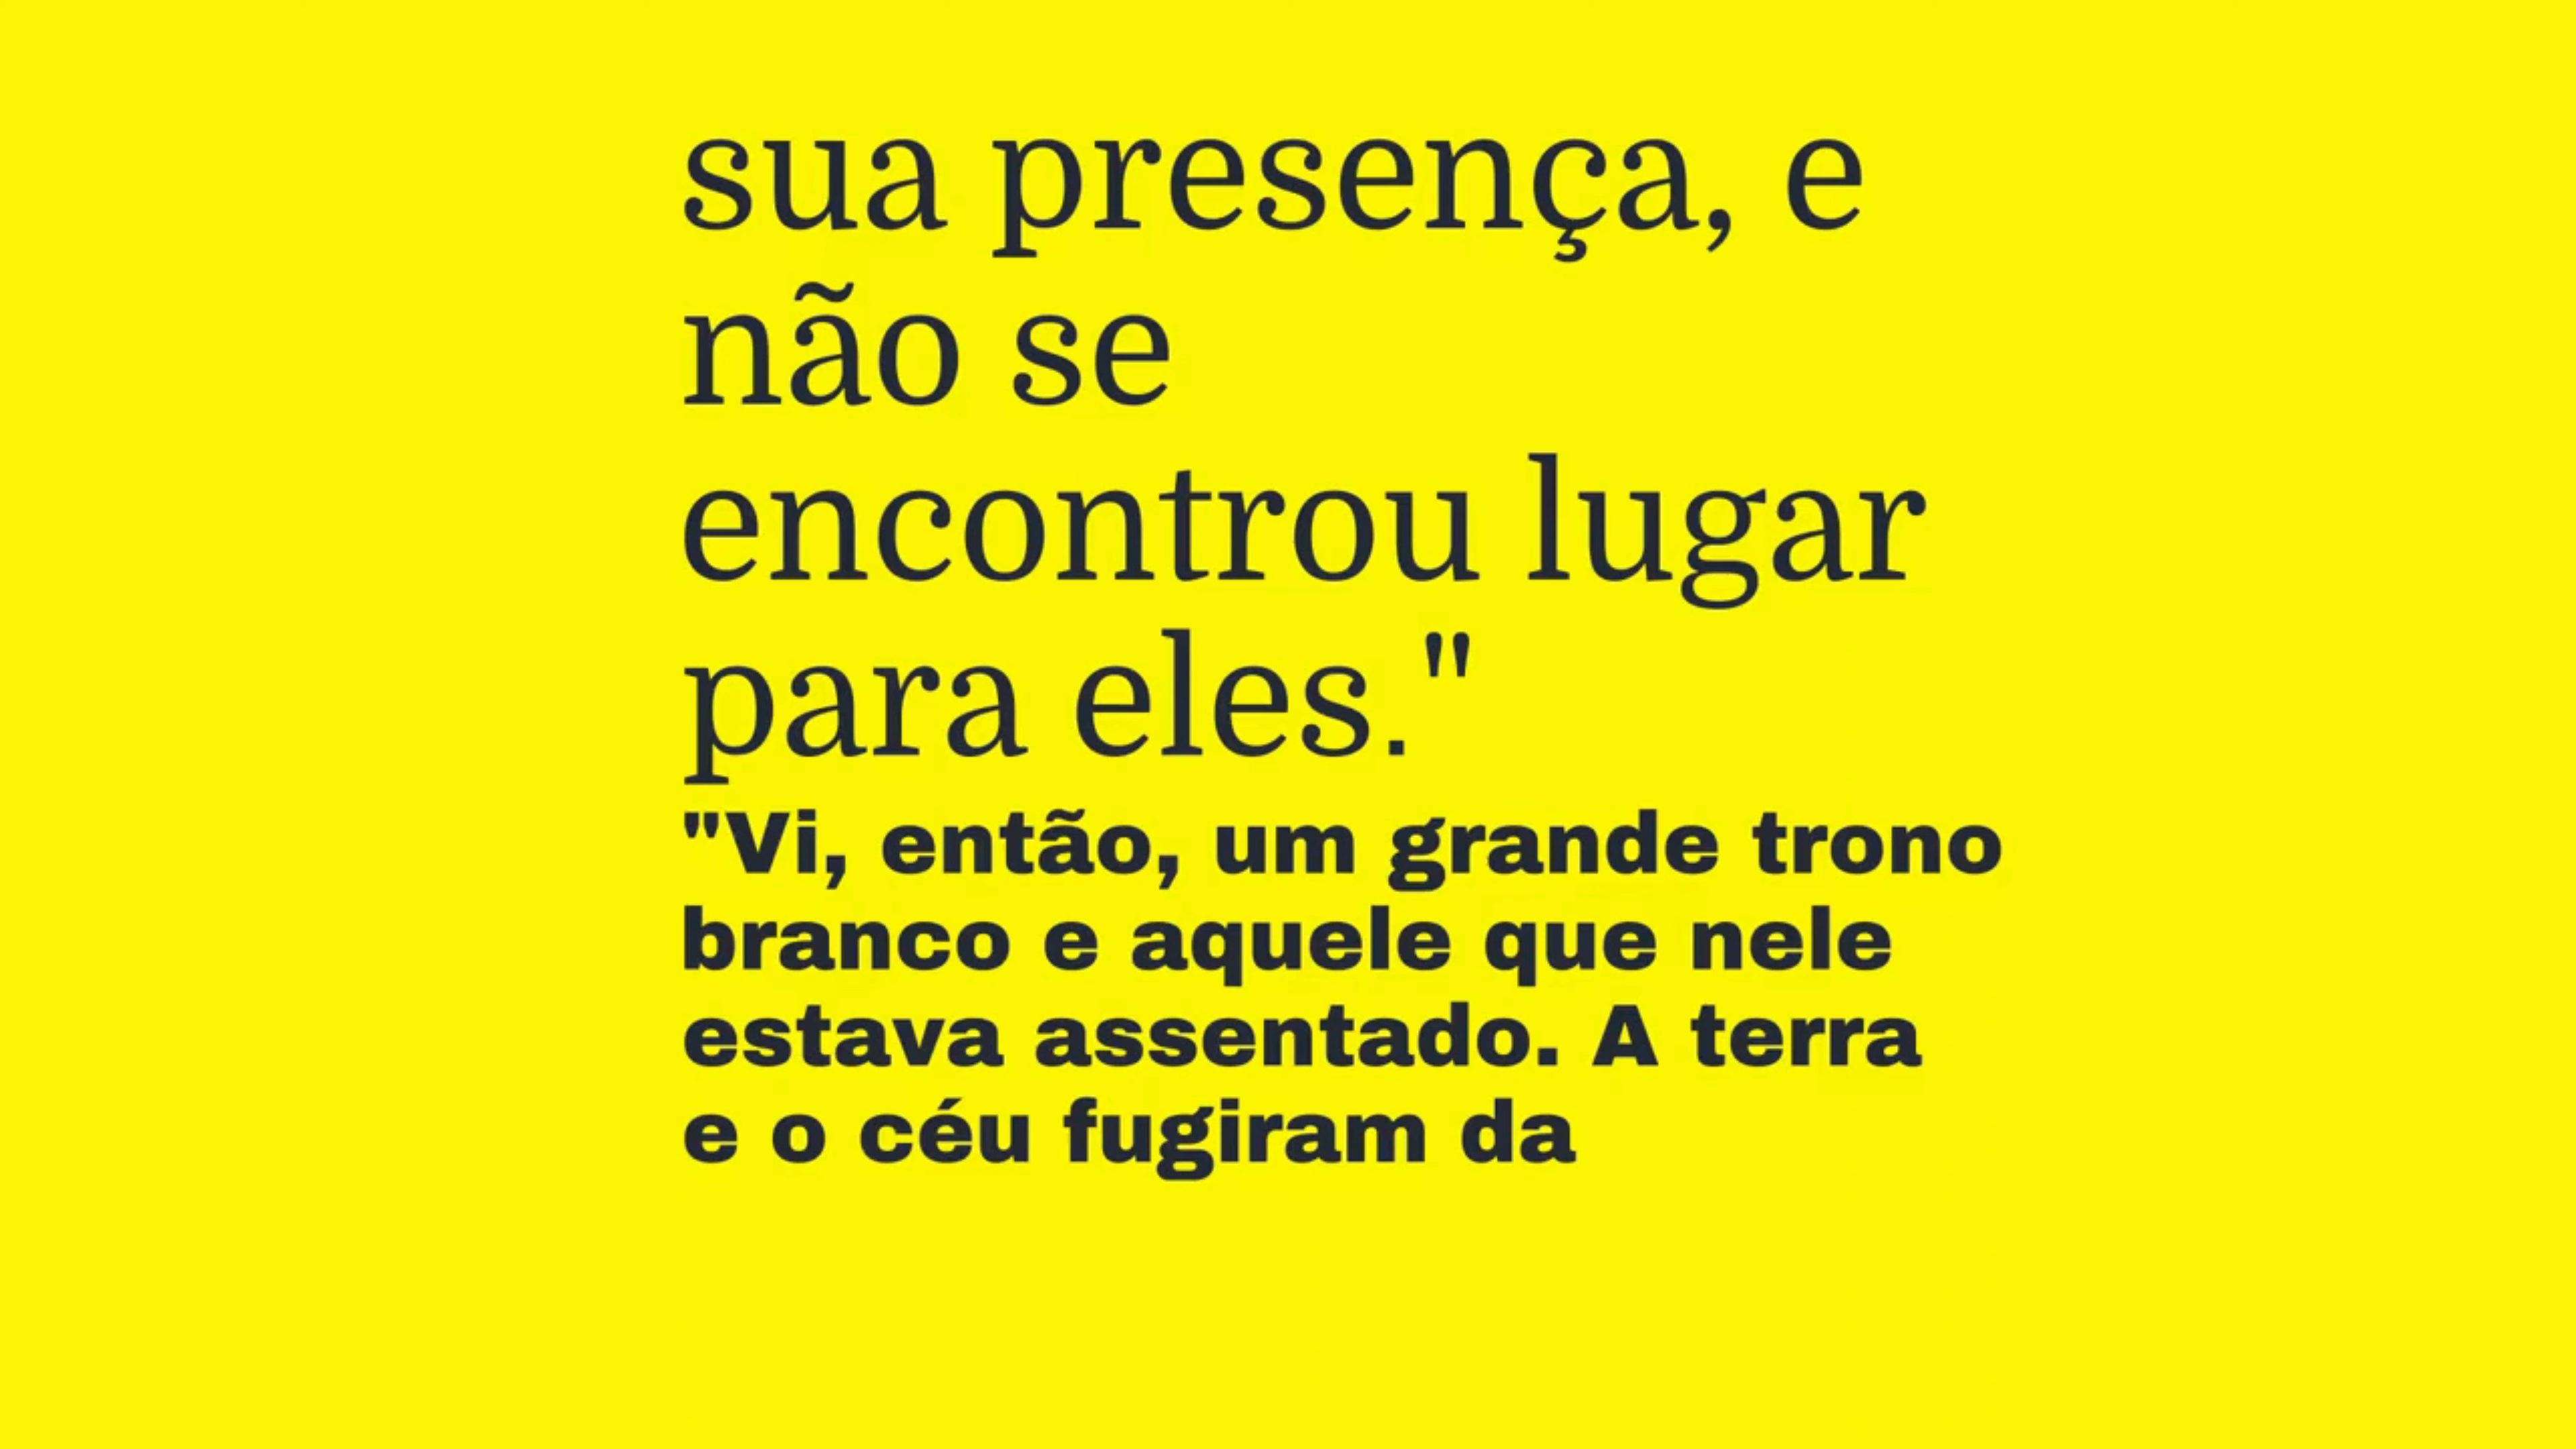 sua presença, e
não se
encontrou lugar
para eles."
"Vi, então, um grande trono
branco e aquele que nele
estava assentado. A terra
e o céu fugiram da